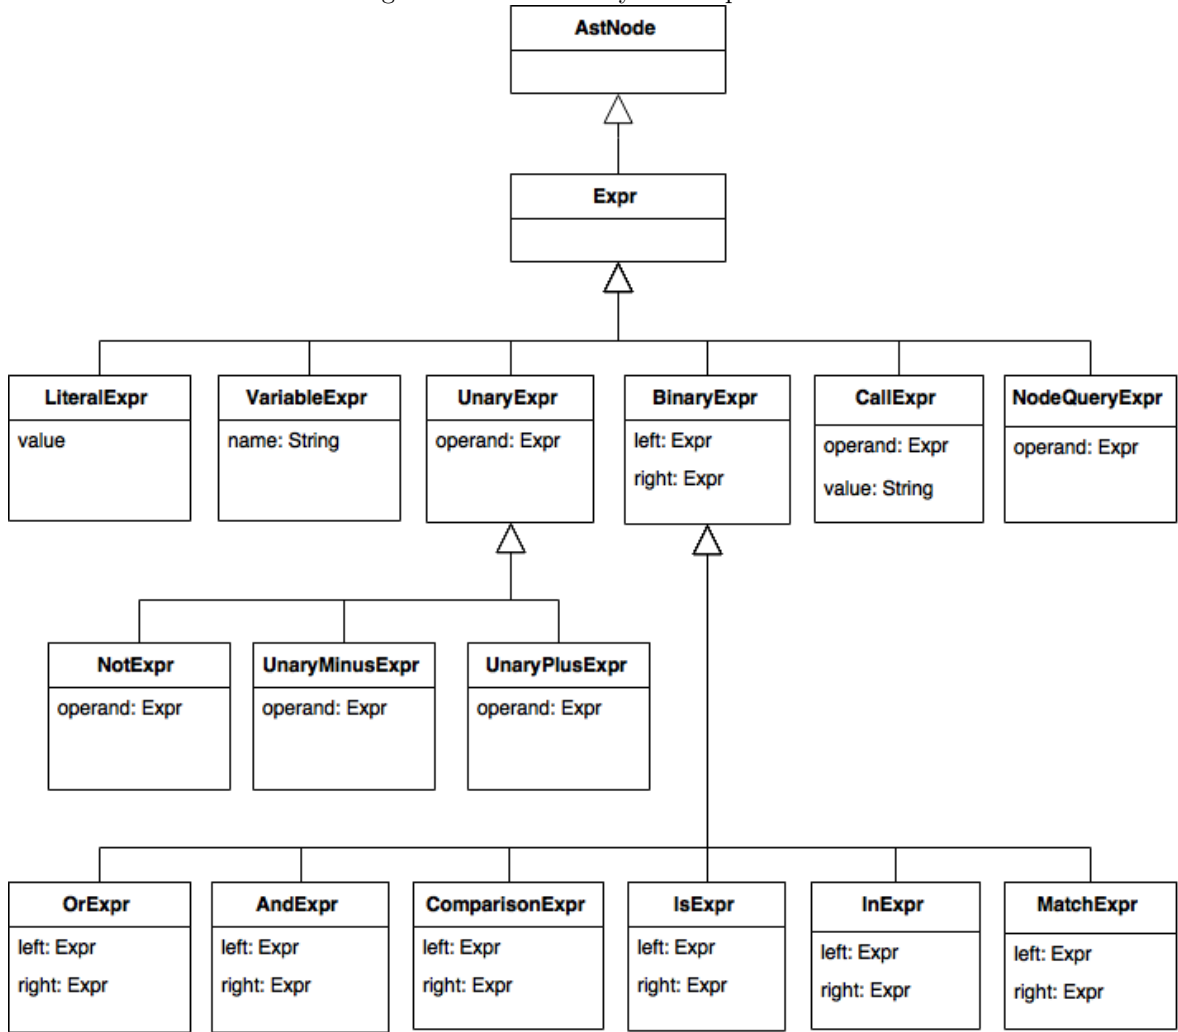 AstNode
Expr
LiteralExpr
value
VariableExpr
name: String
UnaryExpr
operand: Expr
BinaryExpr
left: Expr
right: Expr
CallExpr
operand: Expr
value: String
NodeQueryExpr
operand: Expr
NotExpr
operand: Expr
UnaryMinusExpr
operand: Expr
UnaryPlusExpr
operand: Expr
OrExpr
left: Expr
right: Expr
AndExpr
left: Expr
right: Expr
ComparisonExpr
left: Expr
right: Expr
IsExpr
left: Expr
right: Expr
InExpr
left: Expr
right: Expr
MatchExpr
left: Expr
right: Expr